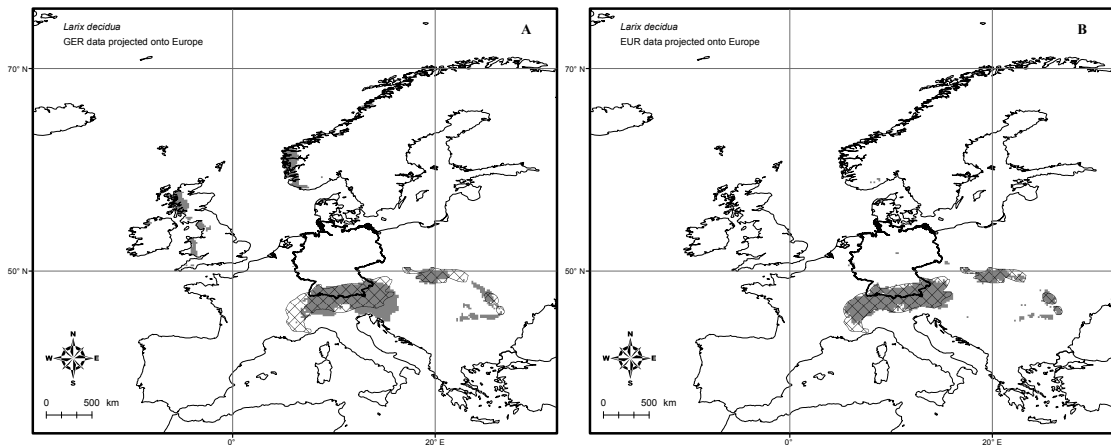 Larix decidua
GER data projected onto Europe
A
70° N
50° N
N
W E
S
0 500 km
0° 20° E
Larix decidua
EUR data projected onto Europe
B
70° N
50° N
N
W E
S
0 500 km
0° 20° E